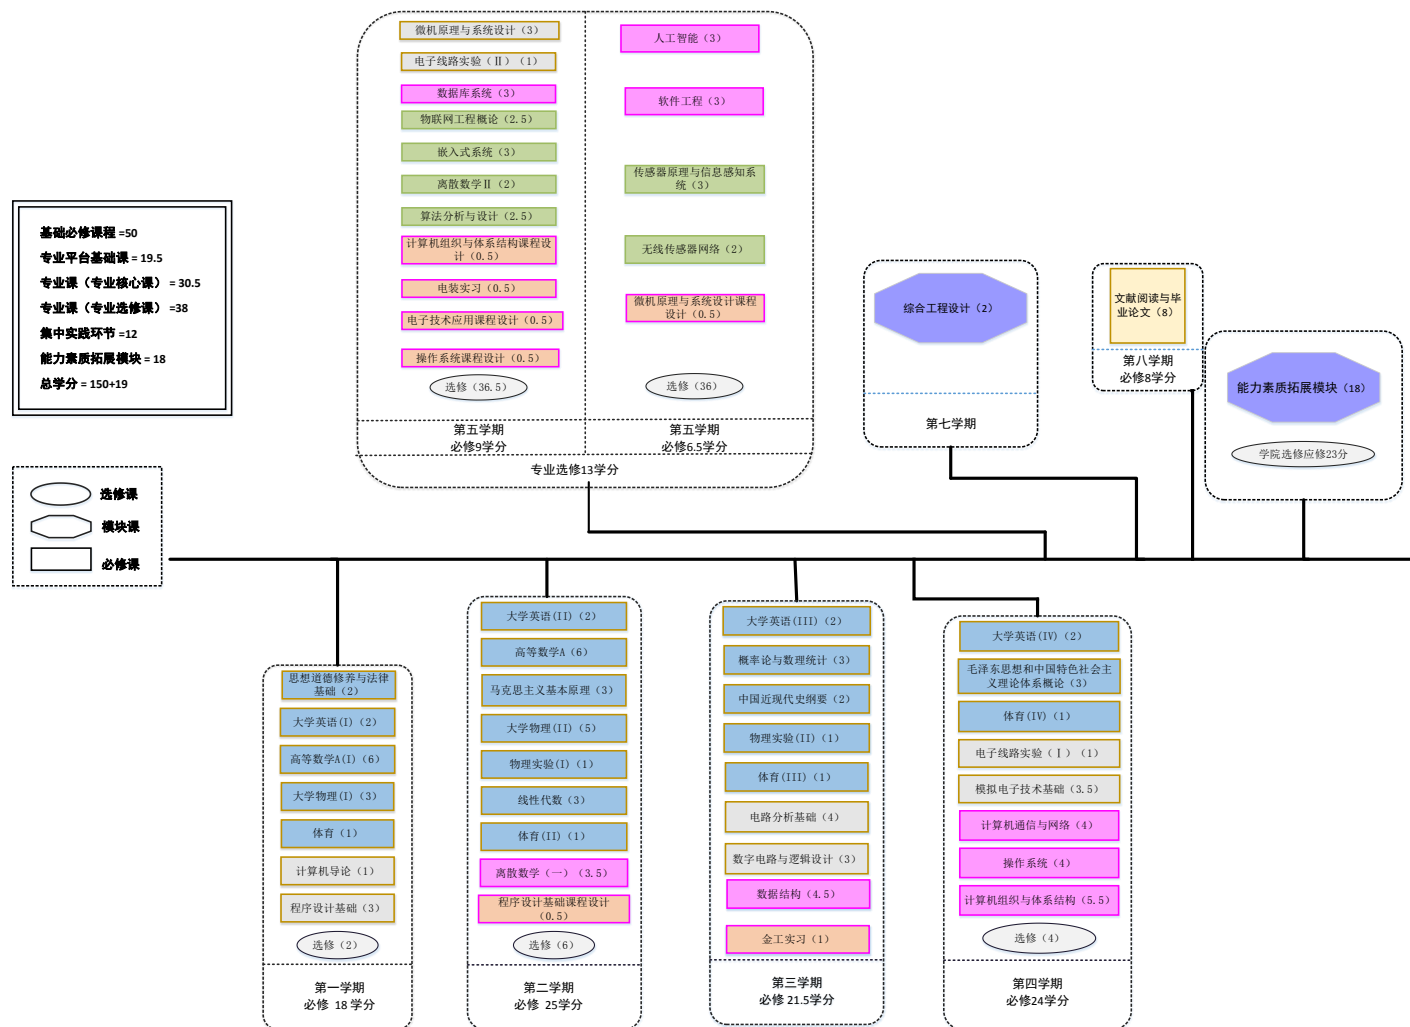 微机原理与系统设计（3）
电子线路实验（Ⅱ）（1）
数据库系统（3）
物联网工程概论（2.5）
嵌入式系统（3）
离散数学Ⅱ（2）
算法分析与设计（2.5）
计算机组织与体系结构课程设
计（0.5）
电装实习（0.5）
电子技术应用课程设计（0.5）
操作系统课程设计（0.5）
选修（36.5）
第五学期
必修9学分
人工智能（3）
软件工程（3）
传感器原理与信息感知系
统（3）
无线传感器网络（2）
微机原理与系统设计课程
设计（0.5）
选修（36）
第五学期
必修6.5学分
专业选修13学分
基础必修课程 =50
专业平台基础课 = 19.5
专业课（专业核心课） = 30.5
专业课（专业选修课）=38
集中实践环节 =12
能力素质拓展模块 = 18
总学分 = 150+19
综合工程设计（2）
第七学期
文献阅读与毕
业论文（8）
第八学期
必修8学分
能力素质拓展模块（18）
学院选修应修23分
选修课
模块课
必修课
思想道德修养与法律
基础（2）
大学英语(I)（2）
高等数学A(I)（6）
大学物理(I)（3）
体育（1）
计算机导论（1）
程序设计基础（3）
选修（2）
第一学期
必修 18 学分
大学英语(II)（2）
高等数学A（6）
马克思主义基本原理（3）
大学物理(II)（5）
物理实验(I)（1）
线性代数（3）
体育(II)（1）
离散数学（一）（3.5）
程序设计基础课程设计
（0.5）
选修（6）
第二学期
必修 25学分
大学英语(III)（2）
概率论与数理统计（3）
中国近现代史纲要（2）
物理实验(II)（1）
体育(III)（1）
电路分析基础（4）
数字电路与逻辑设计（3）
数据结构（4.5）
金工实习（1）
第三学期
必修 21.5学分
大学英语(IV)（2）
毛泽东思想和中国特色社会主
义理论体系概论（3）
体育(IV)（1）
电子线路实验（Ⅰ）（1）
模拟电子技术基础（3.5）
计算机通信与网络（4）
操作系统（4）
计算机组织与体系结构（5.5）
选修（4）
第四学期
必修24学分